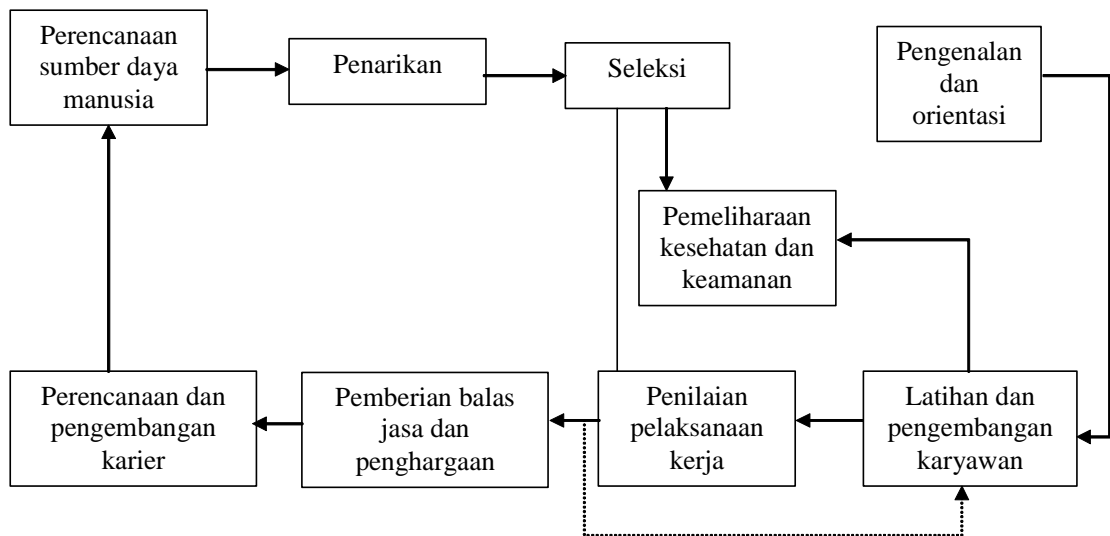 Perencanaan
sumber daya
manusia
Penarikan
Seleksi
Pengenalan
dan
orientasi
Pemeliharaan
kesehatan dan
keamanan
Perencanaan dan
pengembangan
karier
Pemberian balas
jasa dan
penghargaan
Penilaian
pelaksanaan
kerja
Latihan dan
pengembangan
karyawan